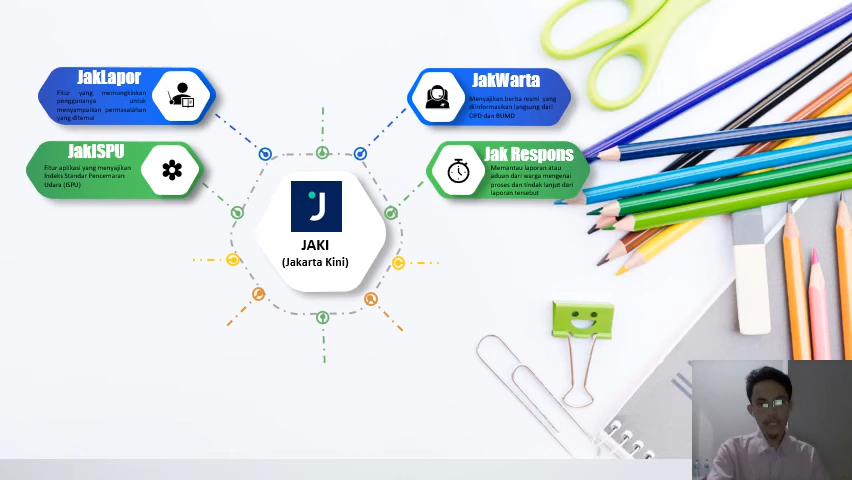 JakLapor
Fitur yang memungkinkan
penggunanya untuk
menyampaikan permasalahan
yang ditemui
JakISPU
Fitur aplikasi yang menyajikan
Indeks Standar Pencemaran
Udara (ISPU)
JAKI
(Jakarta Kini)
JakWarta
Menyajikan berita resmi yang
diinformasikan langsung dari
OPD dan BUMD
Jak Respons
Memantau laporan atau
aduan dari warga mengenai
proses dan tindak lanjut dari
laporan tersebut